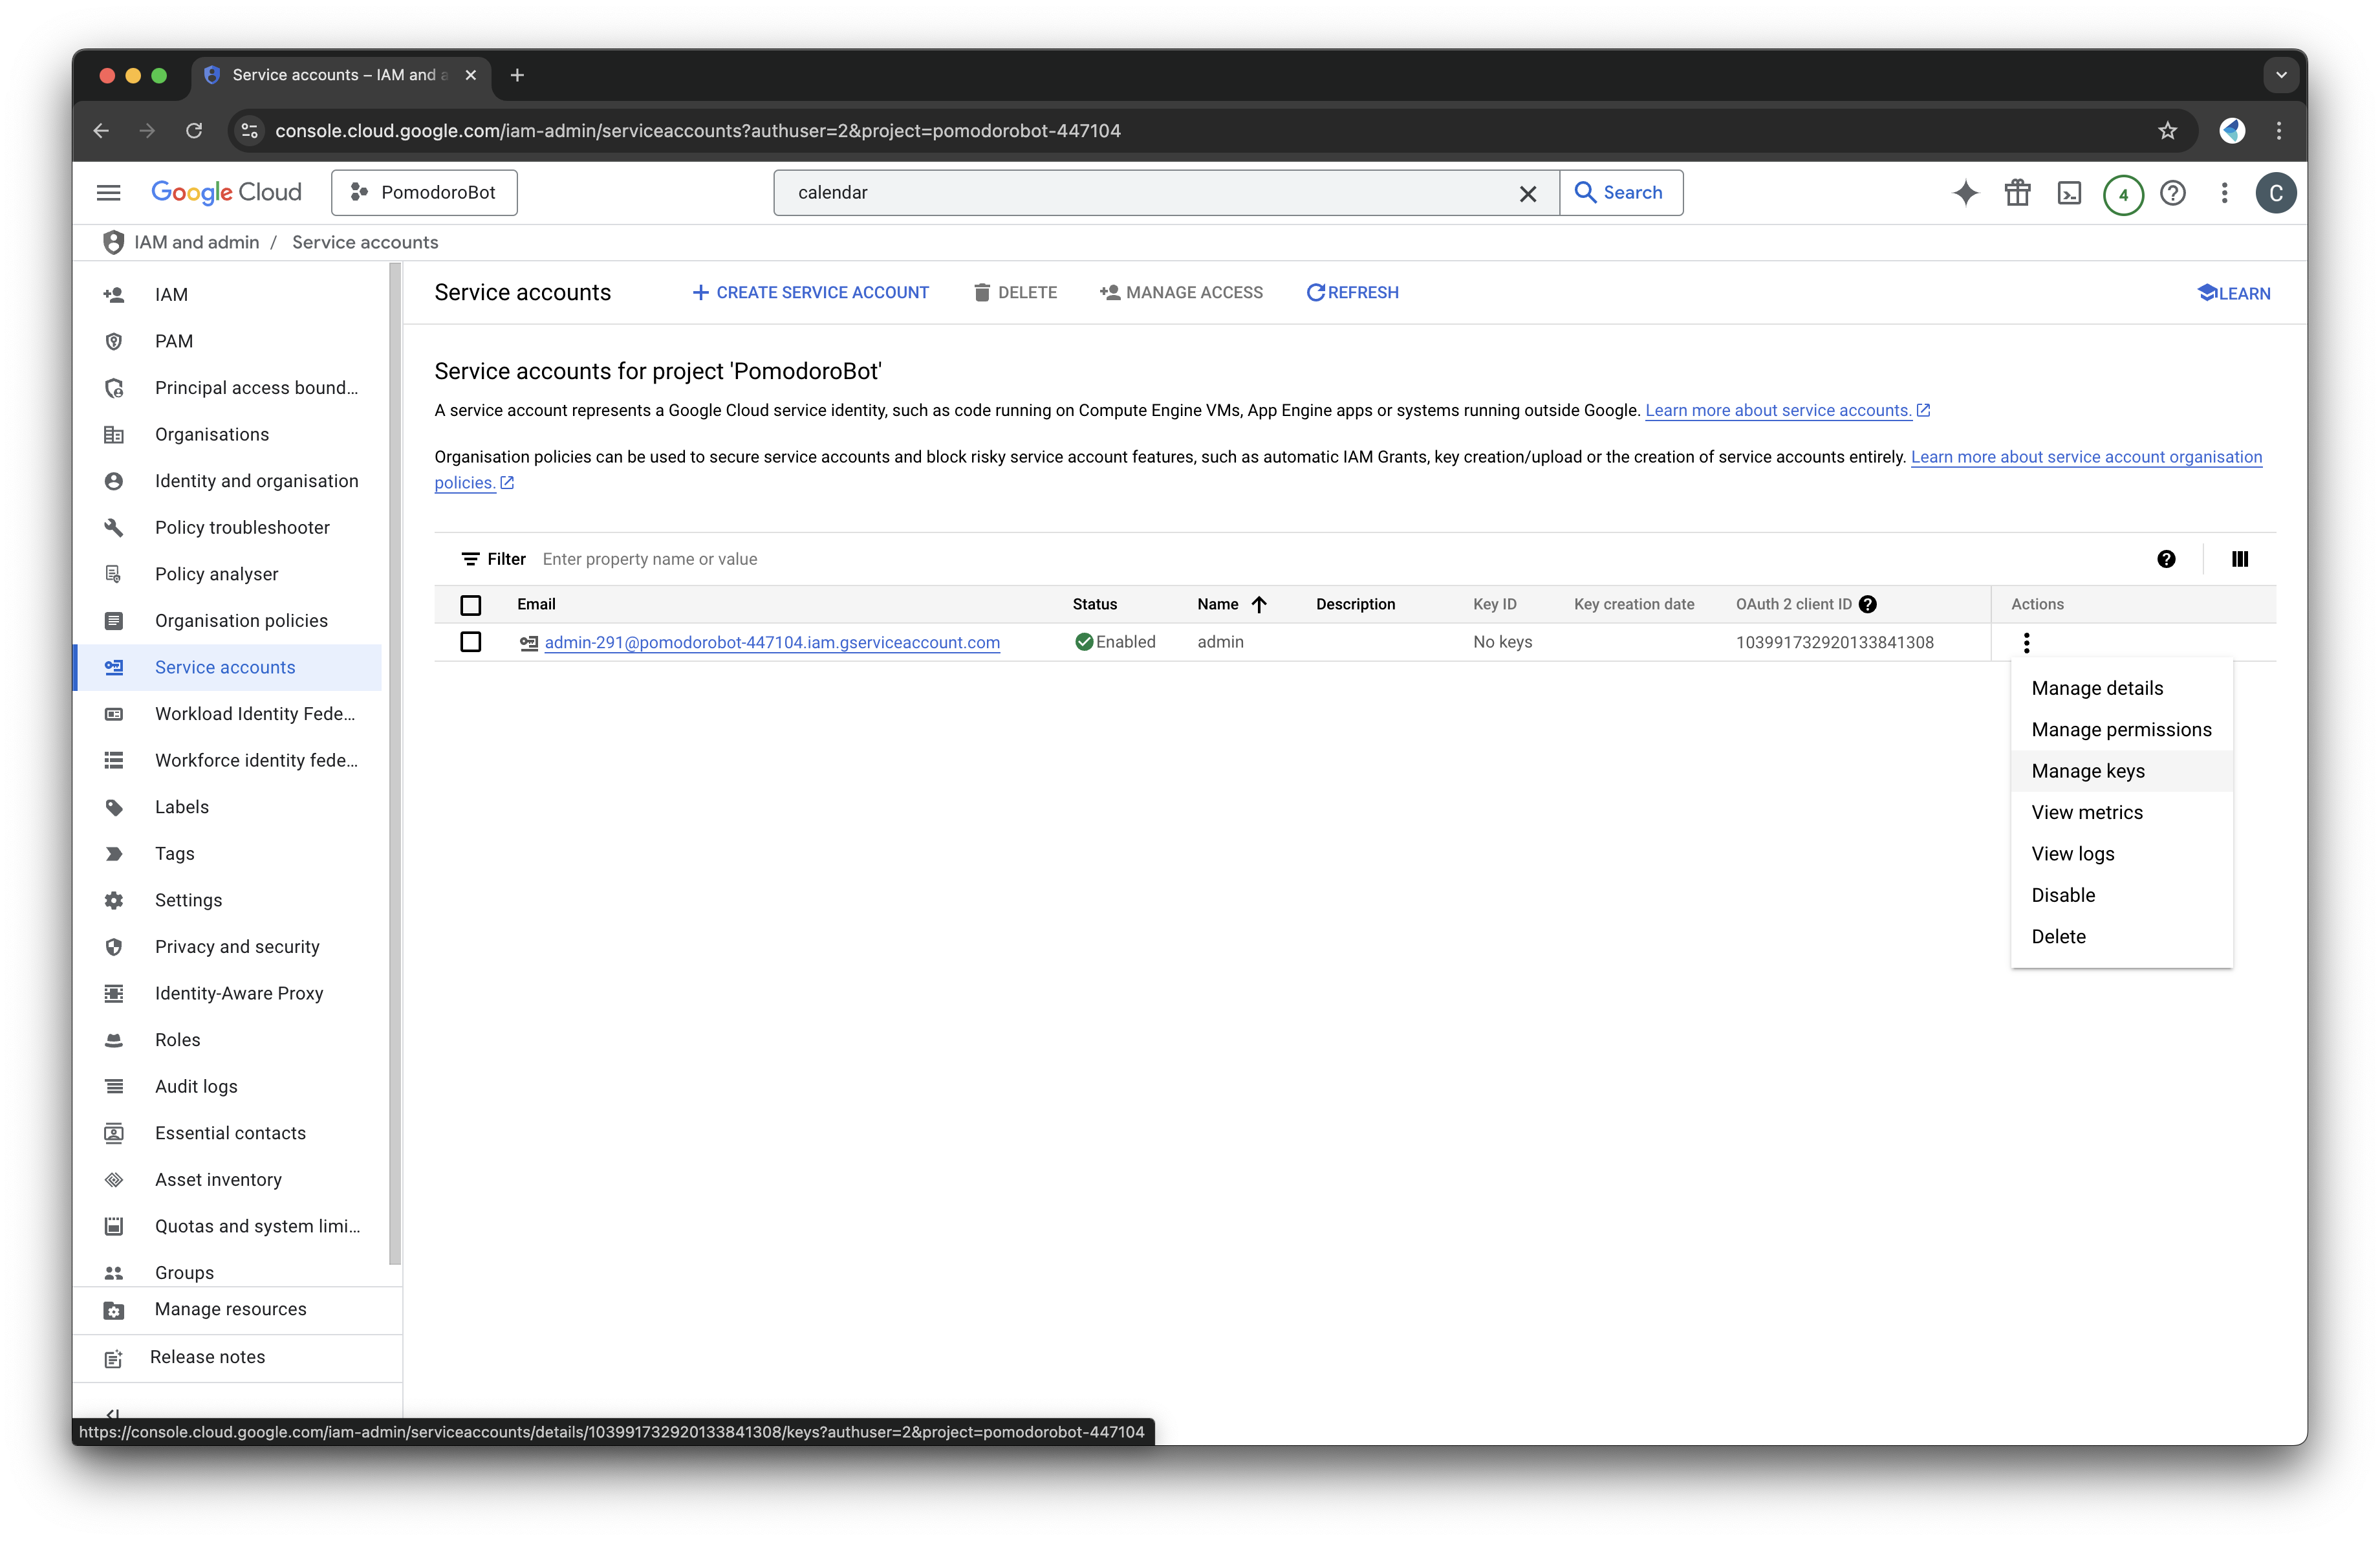 Service accounts – IAM and a
console.cloud.google.com/iam-admin/serviceaccounts?authuser=2&project=pomodorobot-447104
Google Cloud
PomodoroBot
calendar
Search
4
C
IAM and admin / Service accounts
IAM
PAM
Principal access bound...
Organisations
Identity and organisation
Policy troubleshooter
Policy analyser
Organisation policies
Service accounts
Workload Identity Fede...
Workforce identity fede...
Labels
Tags
Settings
Privacy and security
Identity-Aware Proxy
Roles
Audit logs
Essential contacts
Asset inventory
Quotas and system limi...
Groups
Manage resources
Release notes
Service accounts
CREATE SERVICE ACCOUNT
DELETE
MANAGE ACCESS
REFRESH
LEARN
Service accounts for project 'PomodoroBot'
A service account represents a Google Cloud service identity, such as code running on Compute Engine VMs, App Engine apps or systems running outside Google. Learn more about service accounts.
Organisation policies can be used to secure service accounts and block risky service account features, such as automatic IAM Grants, key creation/upload or the creation of service accounts entirely. Learn more about service account organisation
policies.
Filter Enter property name or value
Email Status Name Description Key ID Key creation date OAuth 2 client ID Actions
admin-291@pomodorobot-447104.iam.gserviceaccount.com Enabled admin No keys 103991732920133841308
Manage details
Manage permissions
Manage keys
View metrics
View logs
Disable
Delete
https://console.cloud.google.com/iam-admin/serviceaccounts/details/103991732920133841308/keys?authuser=2&project=pomodorobot-447104